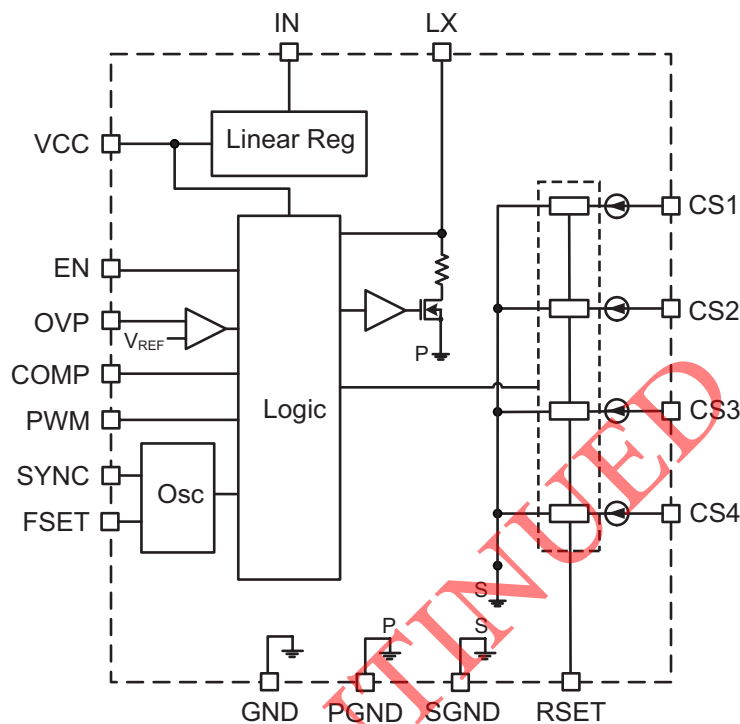 IN
LX
VCC
Linear Reg
CS1
EN
OVP
VREF
CS2
P
COMP
Logic
CS3
PWM
SYNC
Osc
FSET
CS4
S
P
S
GND
PGND
SGND
RSET
TINUED